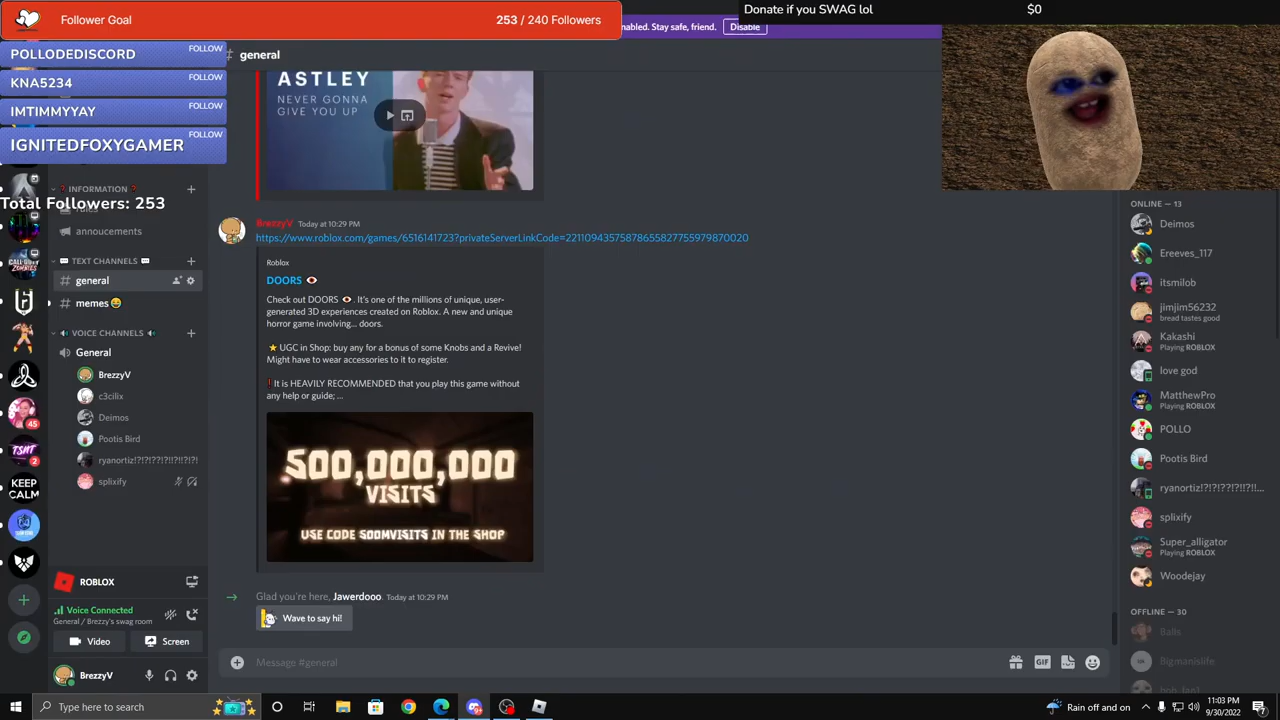 Follower Goal
253 / 240 Followers
nabled. Stay safe, friend.
Disable
Donate if you SWAG lol
$0
POLLODEDISCORD
FOLLOW
KNA5234
FOLLOW
IMTIMMYYAY
FOLLOW
IGNITEDFOXYGAMER
FOLLOW
Total Followers: 253
# general
ASTLEY
NEVER GONNA
GIVE YOU UP
INFORMATION
rules
annoucements
TEXT CHANNELS
# general
# memes
VOICE CHANNELS
General
BrezzyV
c3cilix
Deimos
Pootis Bird
ryanortiz!?!?!??!?!!?!!?!
splixify
45
2
TSHT
KEEP
CALM
BrezzyV Today at 10:29 PM
https://www.roblox.com/games/6516141723?privateServerLinkCode=22110943575878655827755979870020
Roblox
DOORS
Check out DOORS 👁. It's one of the millions of unique, user-
generated 3D experiences created on Roblox. A new and unique
horror game involving... doors.
⭐ UGC in Shop: buy any for a bonus of some Knobs and a Revive!
Might have to wear accessories to it to register.
❗It is HEAVILY RECOMMENDED that you play this game without
any help or guide; ...
500,000,000
VISITS
USE CODE 500MVISITS IN THE SHOP
Glad you're here, Jawerdooo. Today at 10:29 PM
Wave to say hi!
Message #general
GIF
ONLINE — 13
Deimos
Ereeves_117
itsmilob
jimjim56232
bread tastes good
Kakashi
Playing ROBLOX
love god
MatthewPro
Playing ROBLOX
POLLO
Pootis Bird
ryanortiz!?!?!??!?!!?!!...
splixify
Super_alligator
Playing ROBLOX
Woodejay
OFFLINE — 30
Balls
Bigmanislife
ROBLOX
Voice Connected
General / Brezzy's swag room
Video
Screen
BrezzyV
Type here to search
Rain off and on
11:03 PM
9/30/2022
7